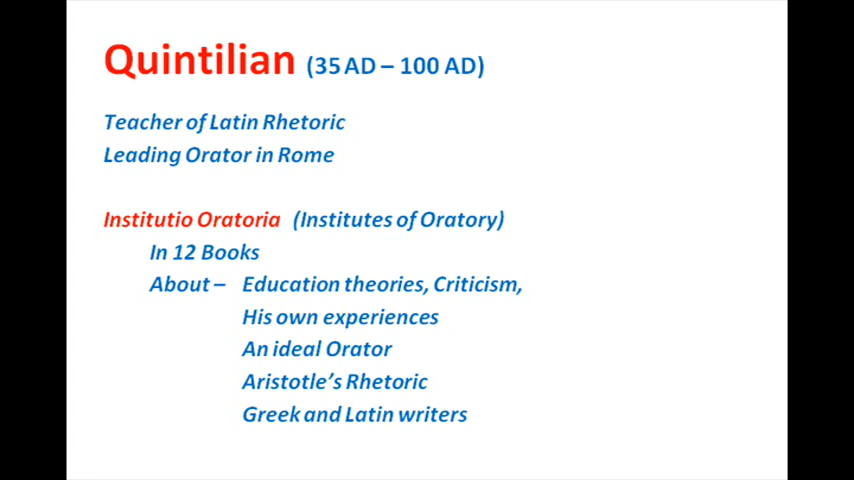 Quintilian (35 AD – 100 AD)
Teacher of Latin Rhetoric
Leading Orator in Rome
Institutio Oratoria (Institutes of Oratory)
In 12 Books
About – Education theories, Criticism,
His own experiences
An ideal Orator
Aristotle's Rhetoric
Greek and Latin writers